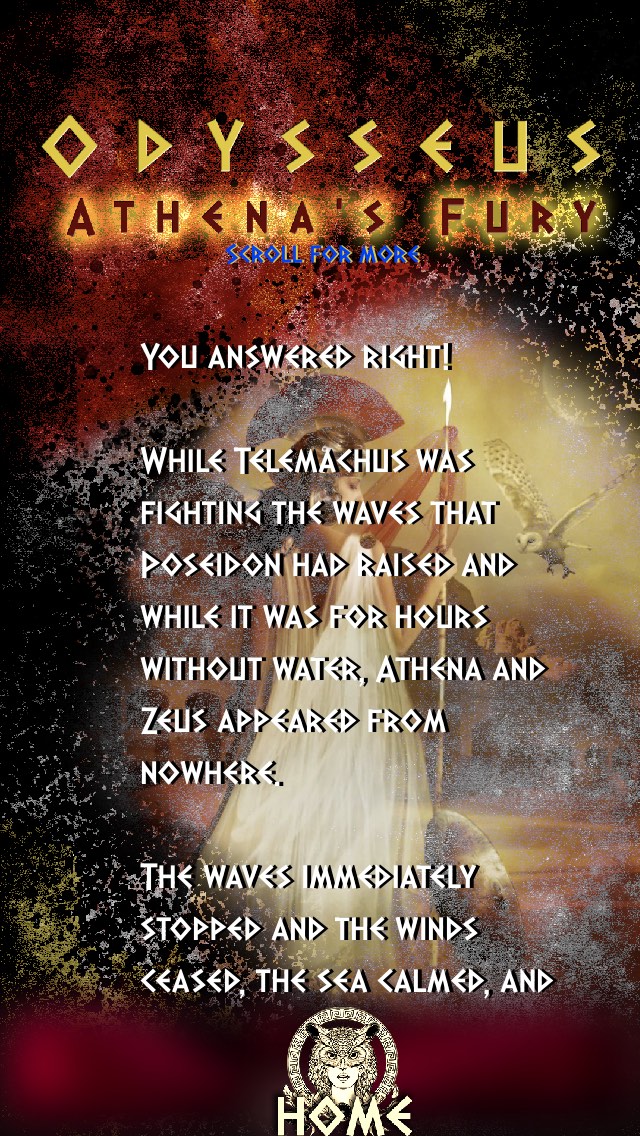 ODYSSEUS
ATHENA'S FURY
SCROLL FOR MORE
YOU ANSWERED RIGHT!
WHILE TELEMACHUS WAS
FIGHTING THE WAVES THAT
POSEIDON HAD RAISED AND
WHILE IT WAS FOR HOURS
WITHOUT WATER, ATHENA AND
ZEUS APPEARED FROM
NOWHERE.
THE WAVES IMMEDIATELY
STOPPED AND THE WINDS
CEASED, THE SEA CALMED, AND
HOME